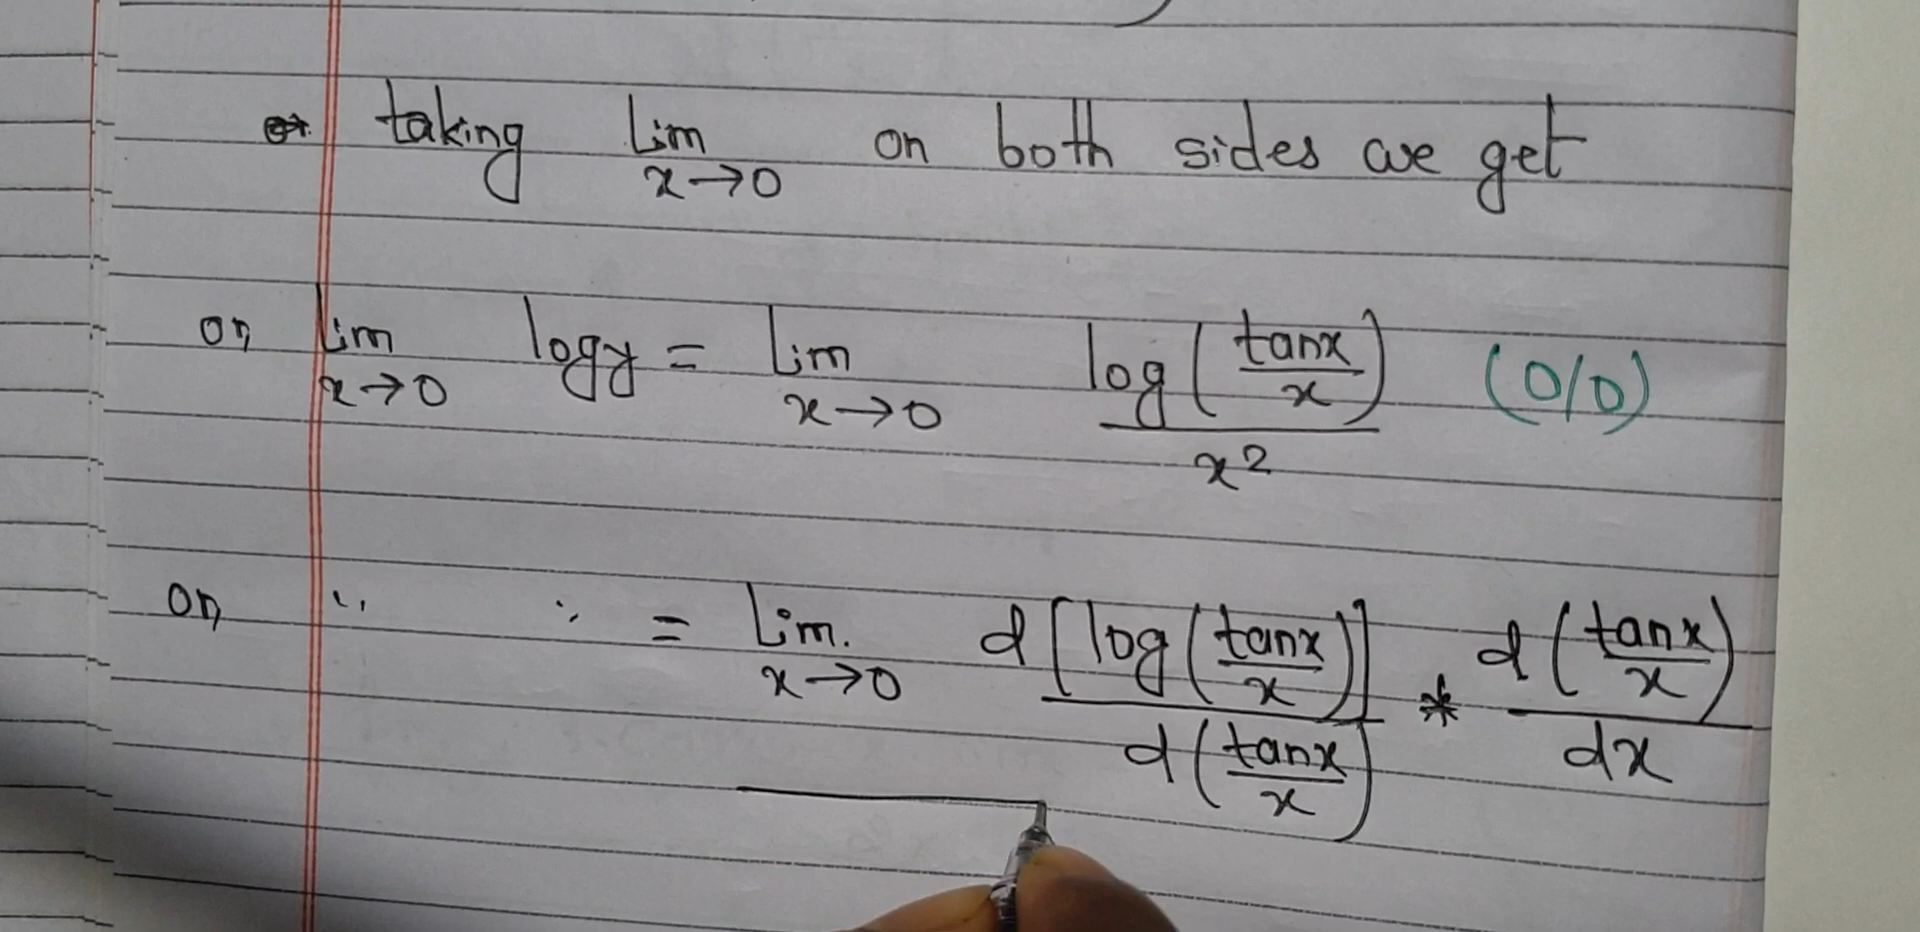 taking lim x→0 on both sides we get
or, lim x→0 logy = lim x→0 log(tanx/x)/x² (0/0)
or, " " = Lim. x→0 d[log(tanx/x)]/d(tanx/x) * d(tanx/x)/dx